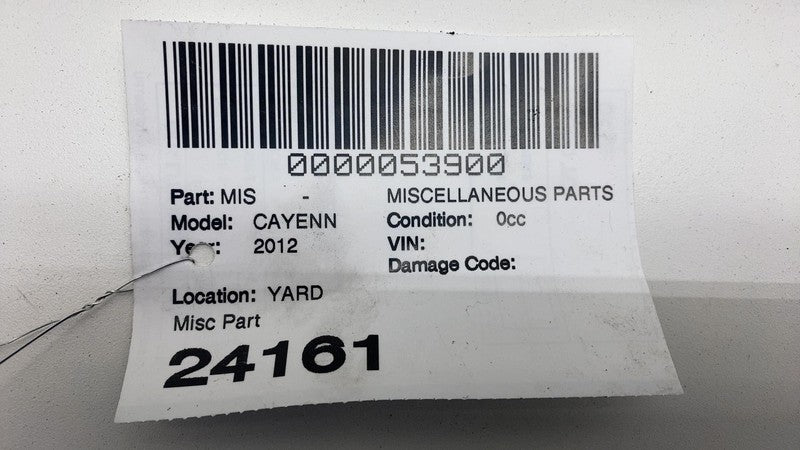 0000053900
Part: MIS - MISCELLANEOUS PARTS
Model: CAYENN Condition: 0cc
Year: 2012 VIN:
Damage Code:
Location: YARD
Misc Part
24161